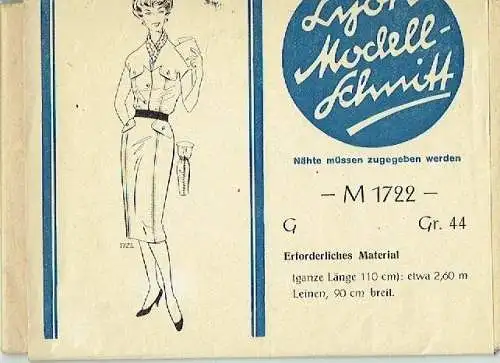 Lyon
Modell-
Schnitt
Nähte müssen zugegeben werden
- M 1722 -
G Gr. 44
Erforderliches Material
(ganze Länge 110 cm): etwa 2,60 m
Leinen, 90 cm breit.
1722